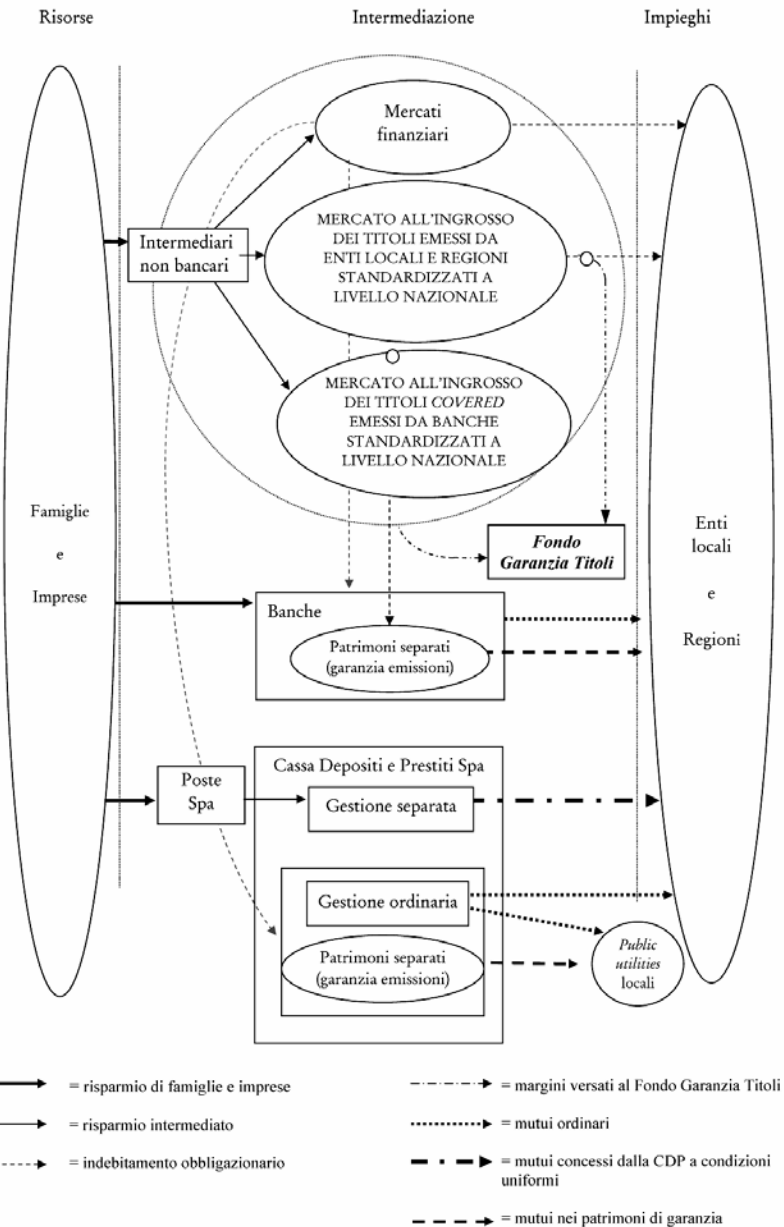 Risorse
Intermediazione
Impieghi
Mercati
finanziari
MERCATO ALL'INGROSSO
DEI TITOLI EMESSI DA
ENTI LOCALI E REGIONI
STANDARDIZZATI A
LIVELLO NAZIONALE
Intermediari
non bancari
MERCATO ALL'INGROSSO
DEI TITOLI COVERED
EMESSI DA BANCHE
STANDARDIZZATI A
LIVELLO NAZIONALE
Famiglie
e
Imprese
Enti
locali
e
Regioni
Fondo
Garanzia Titoli
Banche
Patrimoni separati
(garanzia emissioni)
Cassa Depositi e Prestiti Spa
Poste
Spa
Gestione separata
Gestione ordinaria
Patrimoni separati
(garanzia emissioni)
Public
utilities
locali
= risparmio di famiglie e imprese
= risparmio intermediato
= indebitamento obbligazionario
= margini versati al Fondo Garanzia Titoli
= mutui ordinari
= mutui concessi dalla CDP a condizioni
uniformi
= mutui nei patrimoni di garanzia